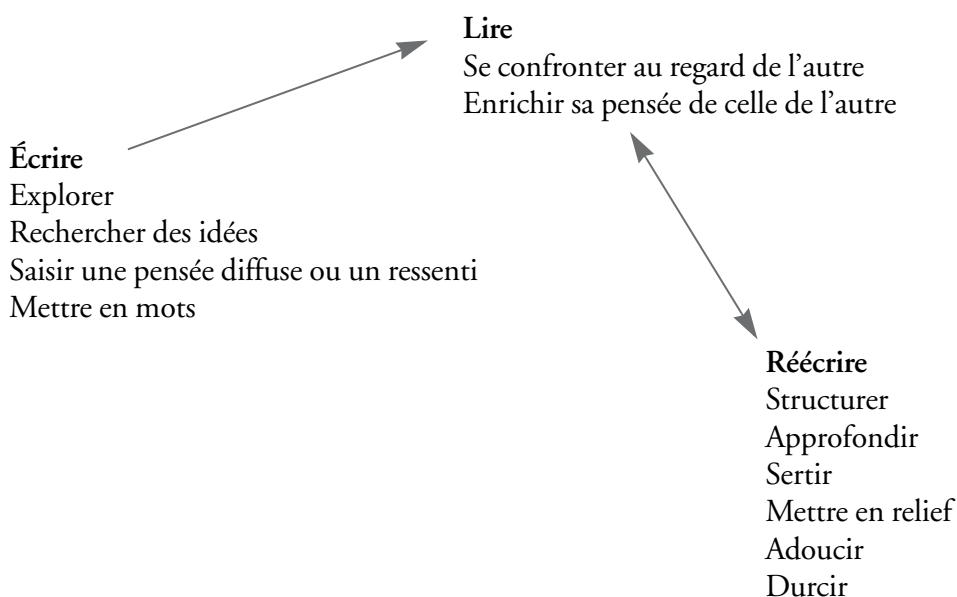 Lire
Se confronter au regard de l’autre
Enrichir sa pensée de celle de l’autre
Écrire
Explorer
Rechercher des idées
Saisir une pensée diffuse ou un ressenti
Mettre en mots
Réécrire
Structurer
Approfondir
Sertir
Mettre en relief
Adoucir
Durcir